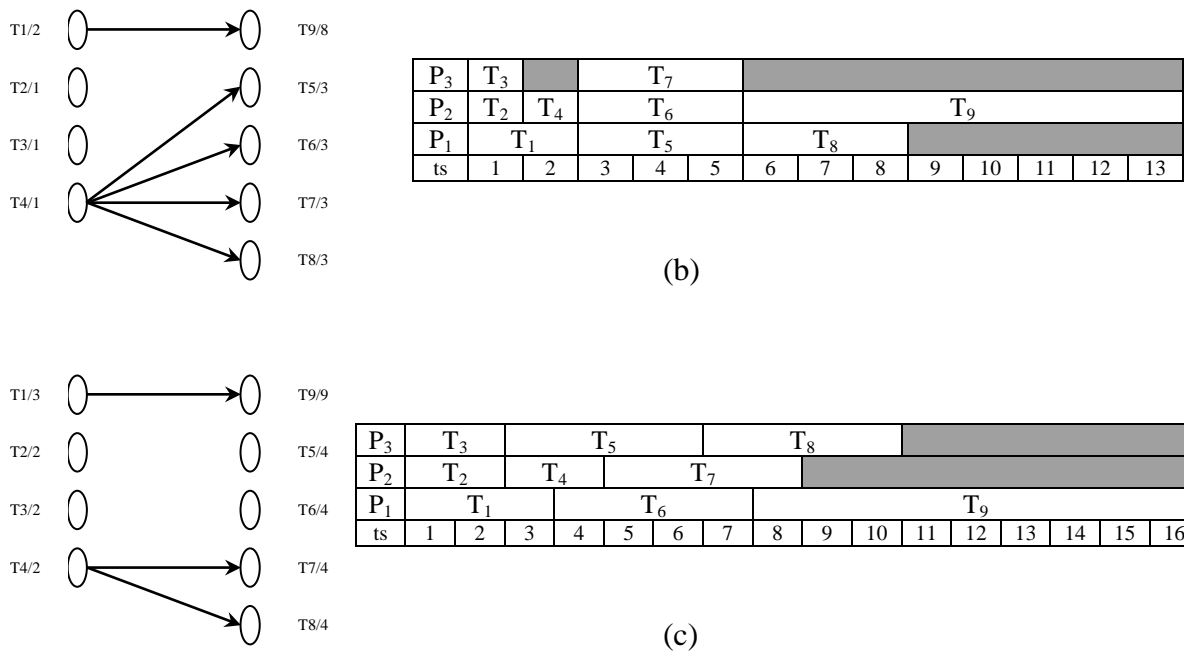 T1/2 T9/8
T2/1 T5/3
T3/1 T6/3
T4/1 T7/3
T8/3
P3 T3 T7
P2 T2 T4 T6 T9
P1 T1 T5 T8
ts 1 2 3 4 5 6 7 8 9 10 11 12 13
(b)
T1/3 T9/9
T2/2 T5/4
T3/2 T6/4
T4/2 T7/4
T8/4
P3 T3 T5 T8
P2 T2 T4 T7
P1 T1 T6 T9
ts 1 2 3 4 5 6 7 8 9 10 11 12 13 14 15 16
(c)